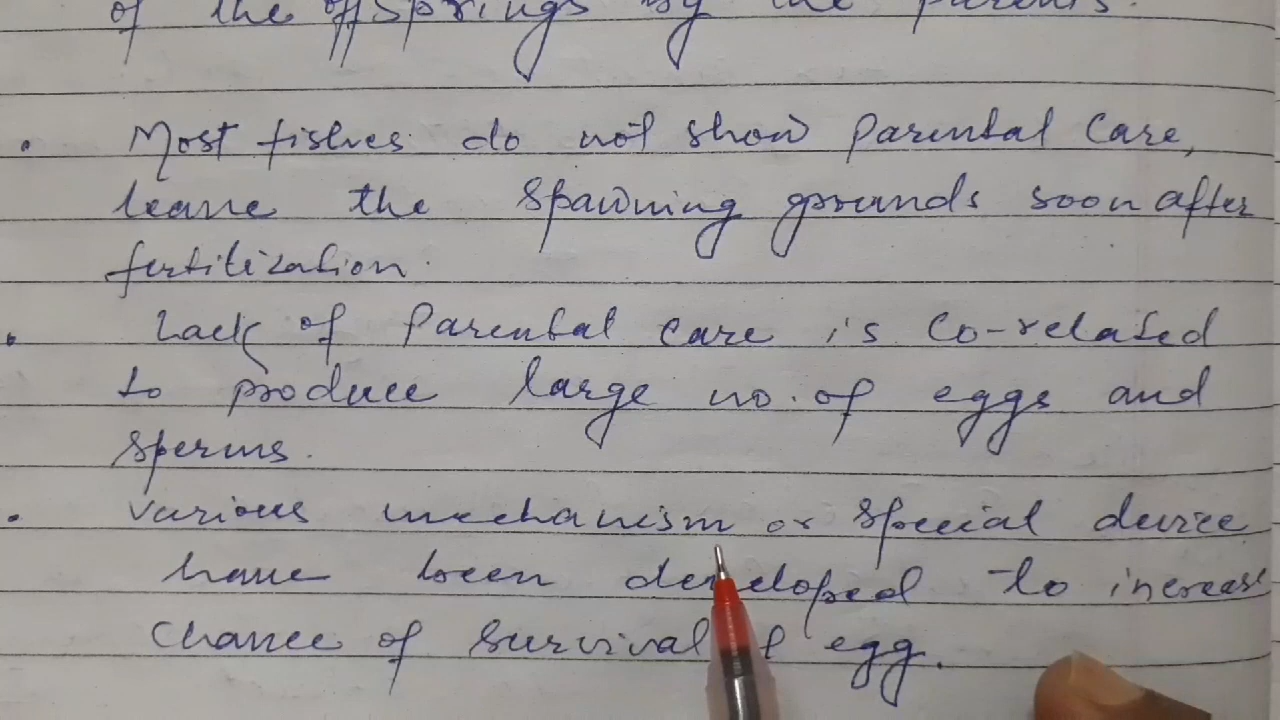 of the offsprings by the parents.
• Most fishes do not show Parental Care,
leave the spawning grounds soon after
fertilization.
• Lack of Parental care is Co-related
to produce large no. of eggs and
sperms.
• various mechanism or special device
have been developed to increase
chance of survival of egg.